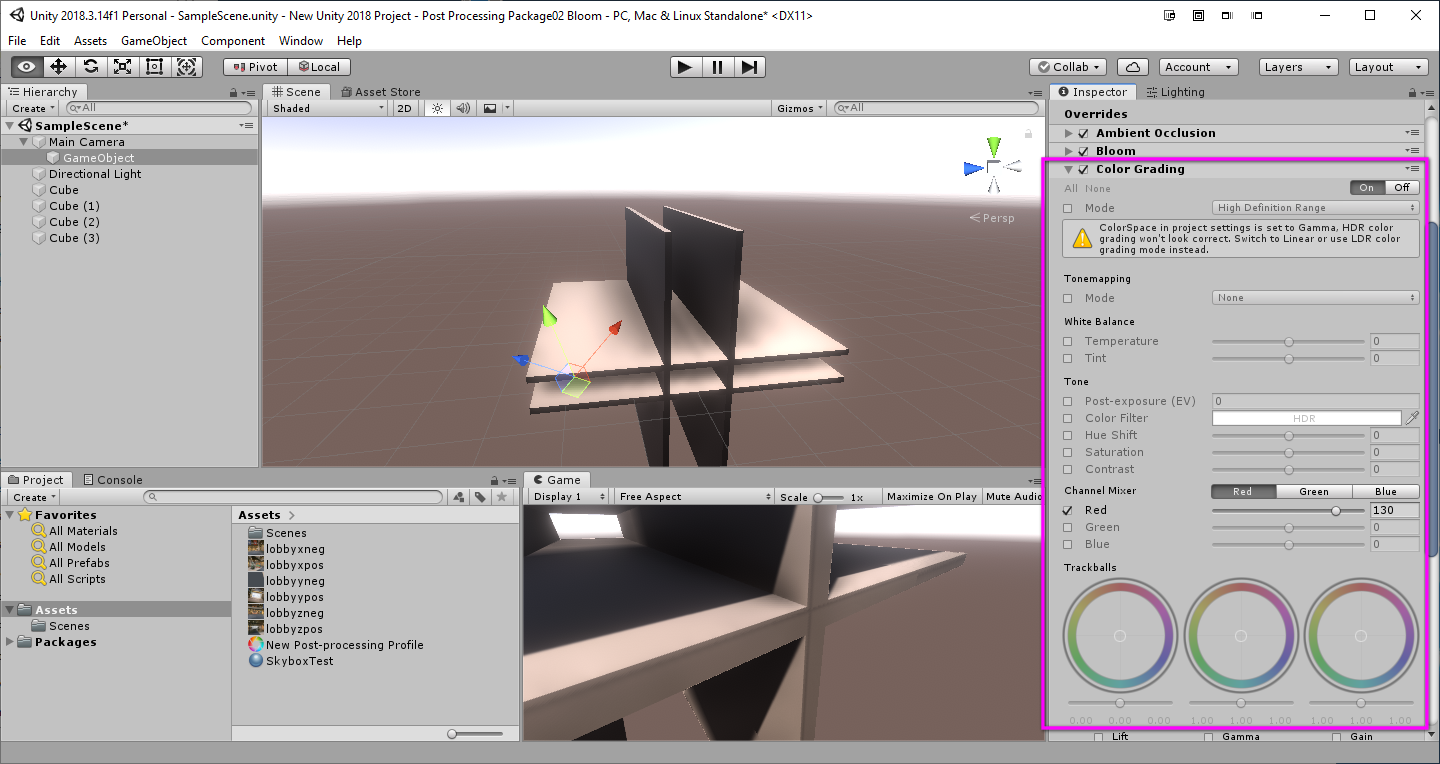 Unity 2018.3.14f1 Personal - SampleScene.unity - New Unity 2018 Project - Post Processing Package02 Bloom - PC, Mac & Linux Standalone* <DX11>
File Edit Assets GameObject Component Window Help
Pivot Local Collab Account Layers Layout
Hierarchy
Create All
SampleScene*
Main Camera
GameObject
Directional Light
Cube
Cube (1)
Cube (2)
Cube (3)
Scene Asset Store
Shaded 2D Gizmos All
Persp
Project Console
Create
Favorites
All Materials
All Models
All Prefabs
All Scripts
Assets
Scenes
Packages
Assets
Scenes
lobbyxneg
lobbyxpos
lobbyyneg
lobbyypos
lobbyzneg
lobbyzpos
New Post-processing Profile
SkyboxTest
Game
Display 1 Free Aspect Scale 1x Maximize On Play Mute Audio
Inspector Lighting
Overrides
Ambient Occlusion
Bloom
Color Grading
All None On Off
Mode High Definition Range
ColorSpace in project settings is set to Gamma, HDR color
grading won't look correct. Switch to Linear or use LDR color
grading mode instead.
Tonemapping
Mode None
White Balance
Temperature 0
Tint 0
Tone
Post-exposure (EV) 0
Color Filter HDR
Hue Shift 0
Saturation 0
Contrast 0
Channel Mixer Red Green Blue
Red 130
Green 0
Blue 0
Trackballs
0.00 0.00 0.00 1.00 1.00 1.00 1.00 1.00 1.00
Lift Gamma Gain